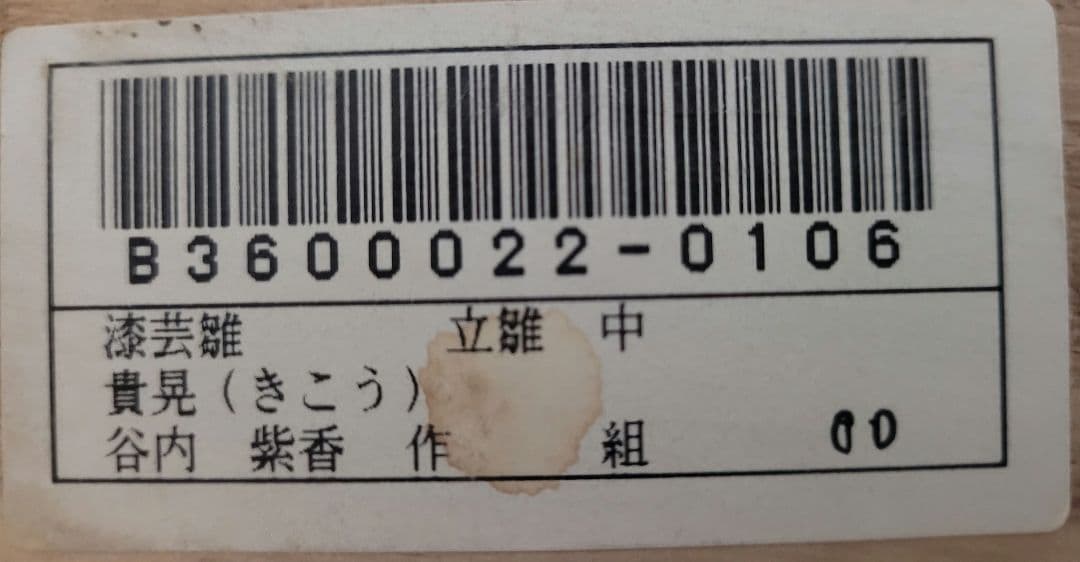 B3600022-0106
漆芸雛 立雛 中
貴晃（きこう）
谷内 紫香 作 組 00